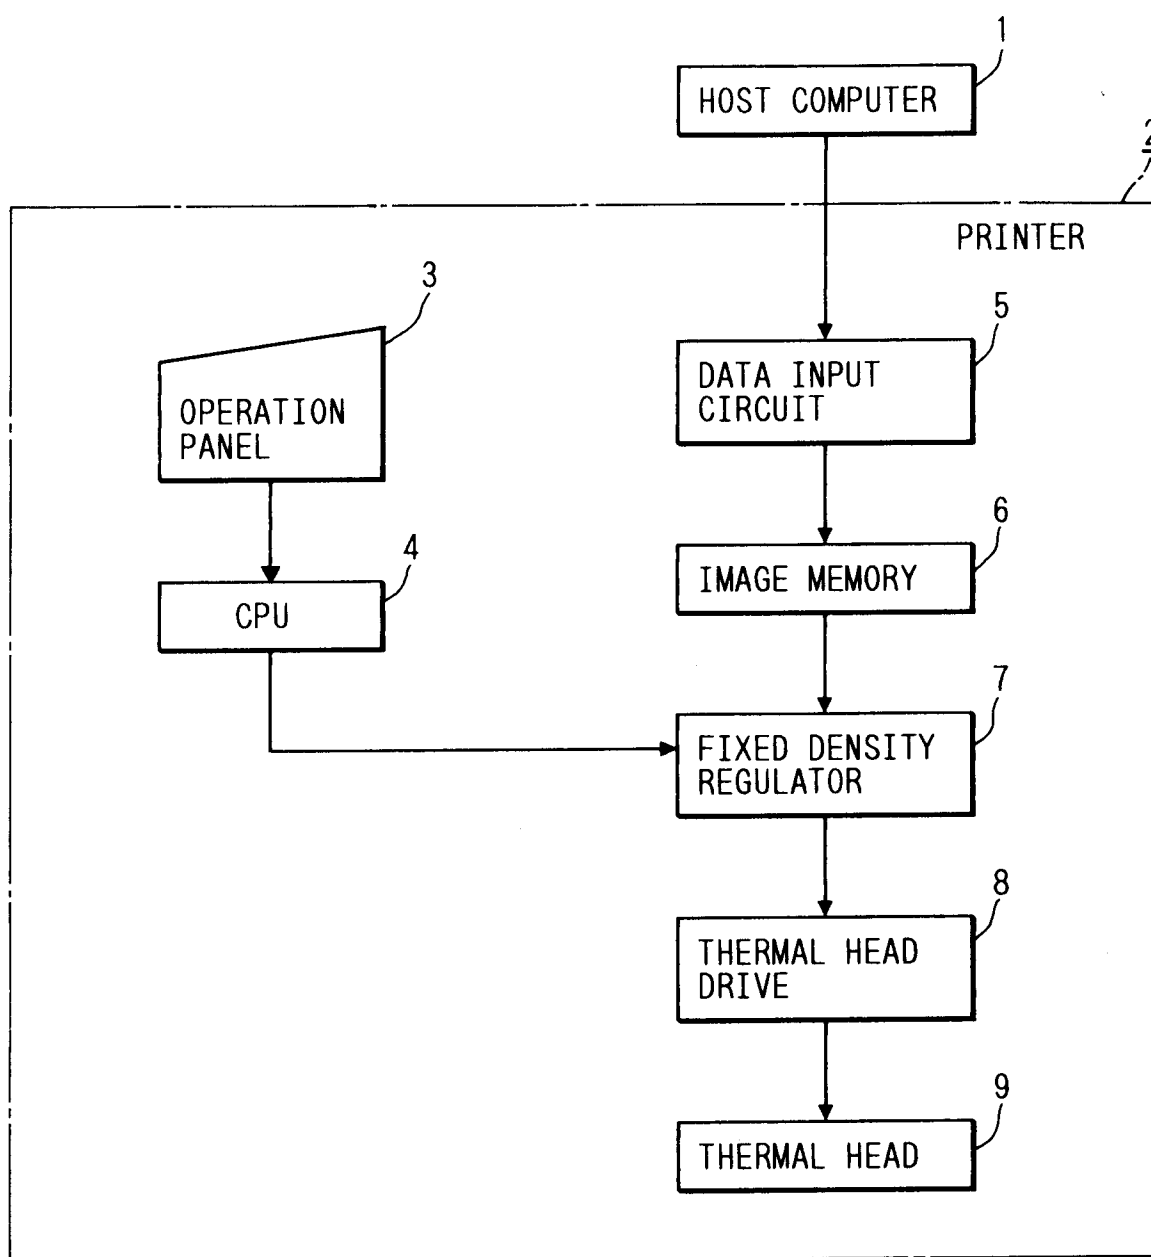 1
HOST COMPUTER
2
PRINTER
3
OPERATION
PANEL
5
DATA INPUT
CIRCUIT
4
CPU
6
IMAGE MEMORY
7
FIXED DENSITY
REGULATOR
8
THERMAL HEAD
DRIVE
9
THERMAL HEAD